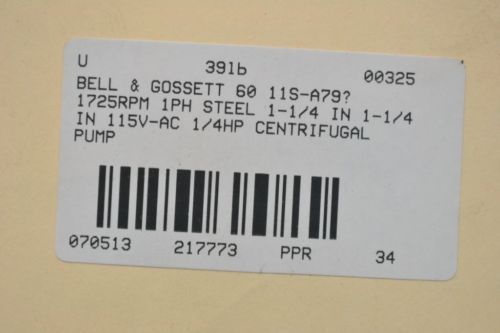 U 39lb 00325
BELL & GOSSETT 60 11S-A79?
1725RPM 1PH STEEL 1-1/4 IN 1-1/4
IN 115V-AC 1/4HP CENTRIFUGAL
PUMP
070513 217773 PPR 34